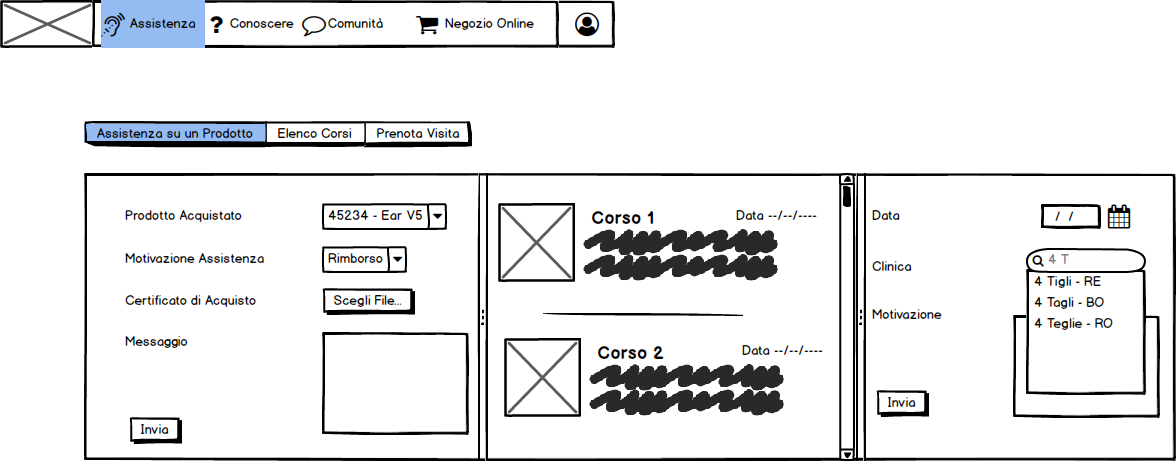 Assistenza
? Conoscere
Comunità
Negozio Online
Assistenza su un Prodotto
Elenco Corsi
Prenota Visita
Prodotto Acquistato
45234 - Ear V5
Motivazione Assistenza
Rimborso
Certificato di Acquisto
Scegli File...
Messaggio
Invia
Corso 1
Data --/--/----
Corso 2
Data --/--/----
Data
/ /
Clinica
4 T
4 Tigli - RE
4 Tagli - BO
4 Teglie - RO
Motivazione
Invia